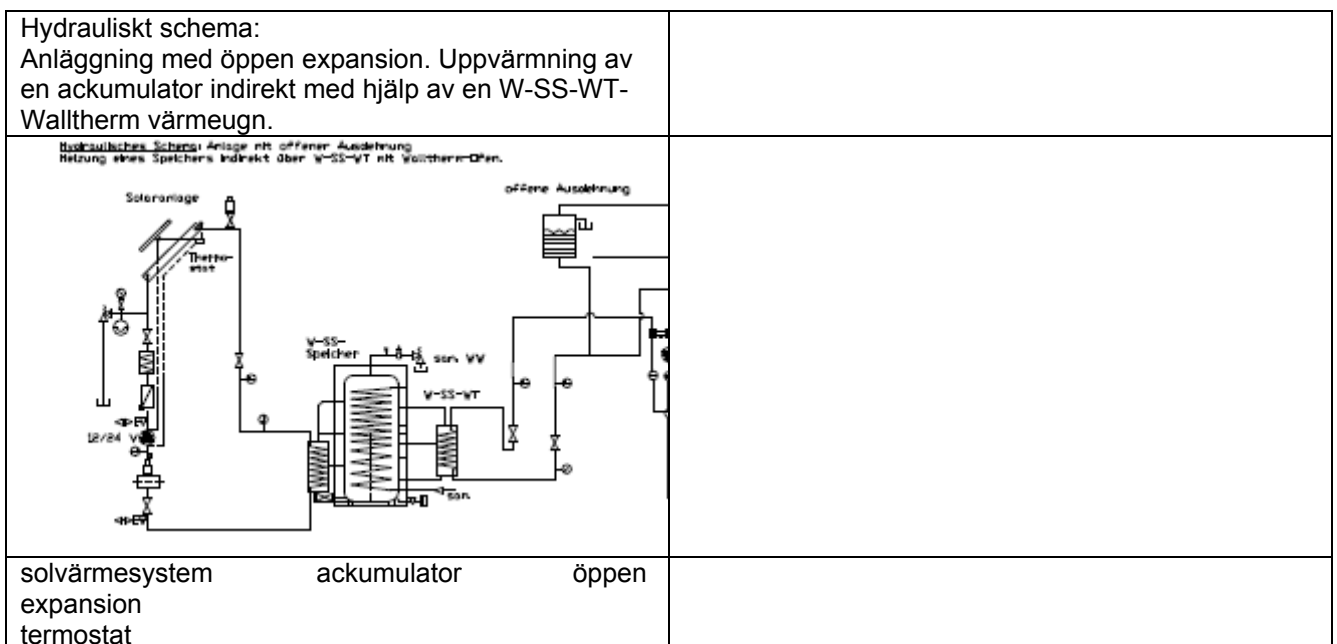 Hydrauliskt schema:
Anläggning med öppen expansion. Uppvärmning av
en ackumulator indirekt med hjälp av en W-SS-WT-
Walltherm värmeugn.
Hydraulisches Schema: Anlage mit offener Ausdehnung
Heizung eines Speichers indirekt über W-SS-WT mit Walltherm-Ofen.
Solaranlage
offene Ausdehnung
Thermo-
stat
W-SS-
Speicher
san. WW
W-SS-WT
12/24 V
san.
solvärmesystem ackumulator öppen
expansion
termostat